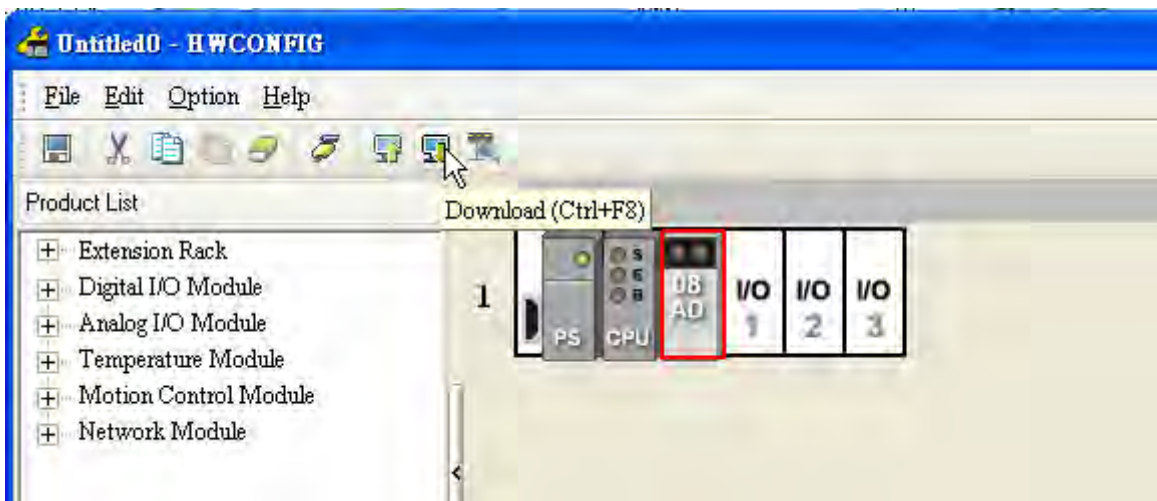 Untitled0 - HWCONFIG
File Edit Option Help
Product List
Download (Ctrl+F8)
Extension Rack
Digital I/O Module
Analog I/O Module
Temperature Module
Motion Control Module
Network Module
1
PS
CPU
08
AD
I/O
1
I/O
2
I/O
3